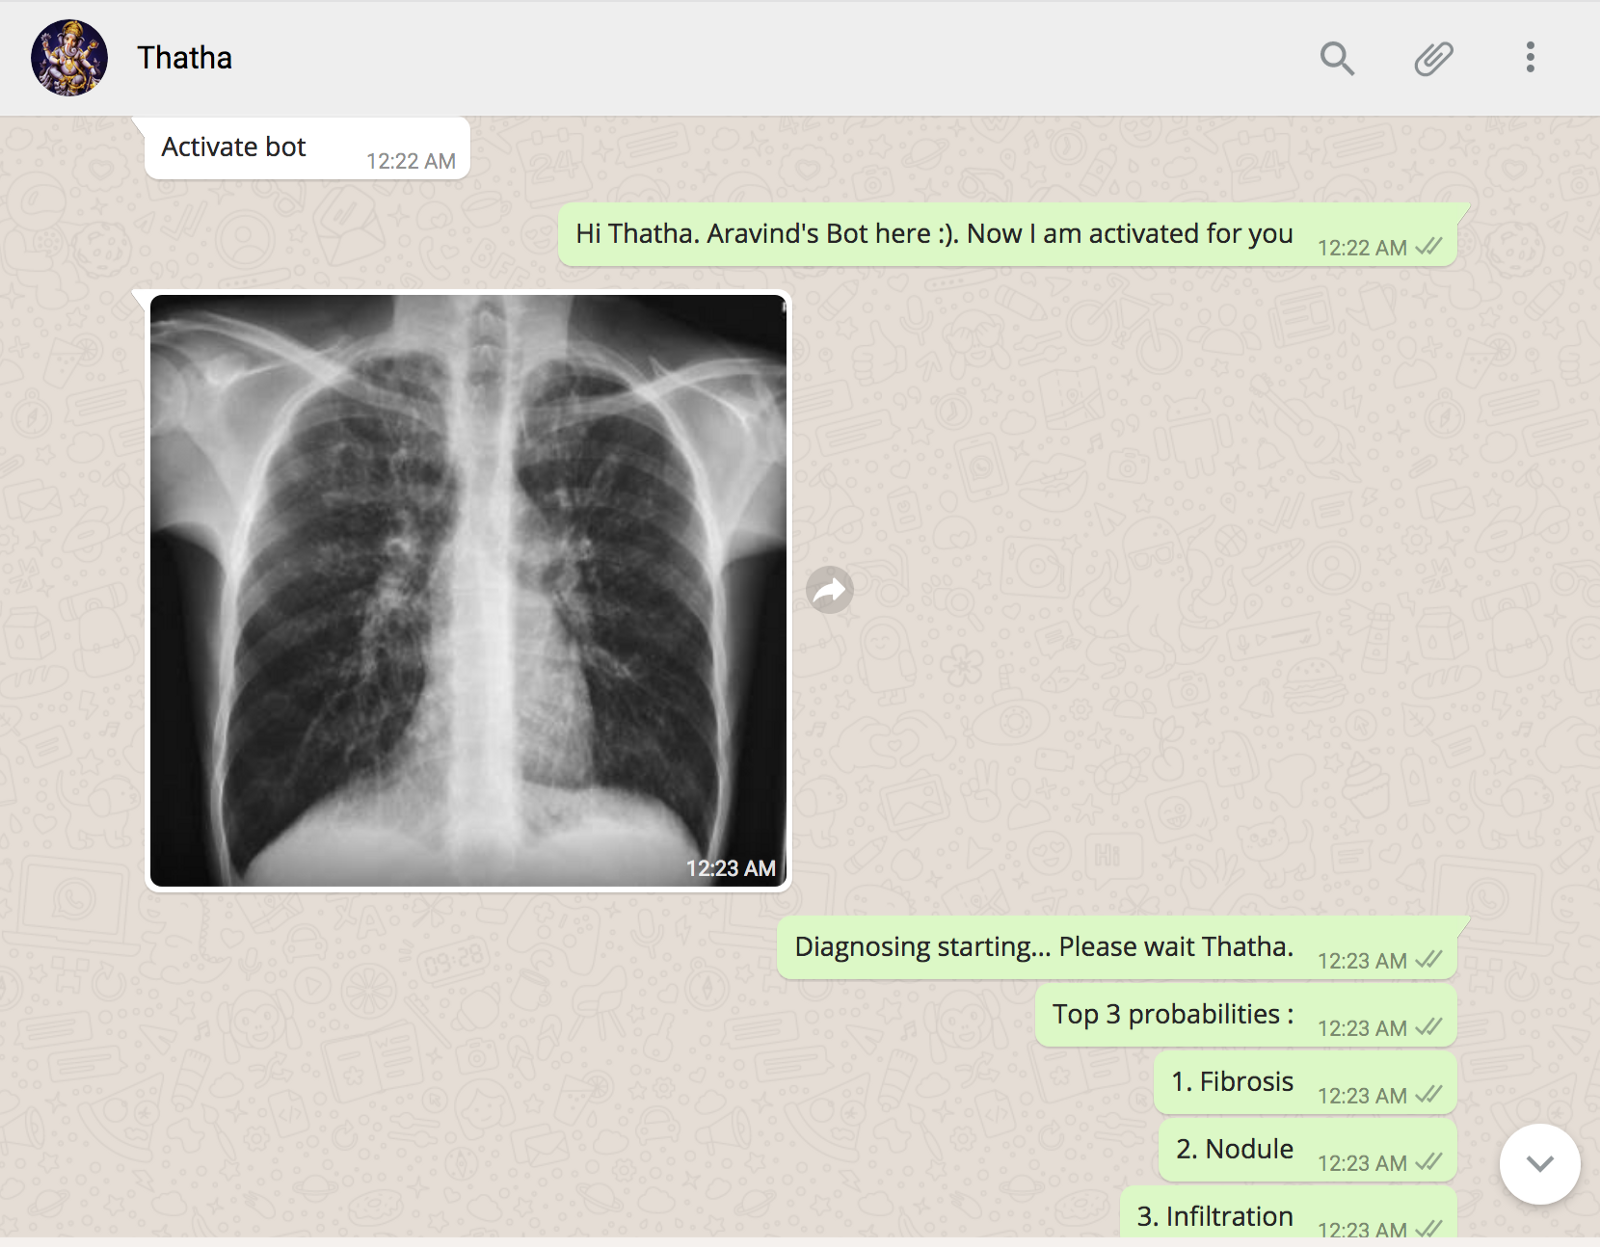 Thatha
Activate bot
12:22 AM
Hi Thatha. Aravind's Bot here :). Now I am activated for you
12:22 AM
12:23 AM
Diagnosing starting... Please wait Thatha.
12:23 AM
Top 3 probabilities :
12:23 AM
1. Fibrosis
12:23 AM
2. Nodule
12:23 AM
3. Infiltration
12:23 AM